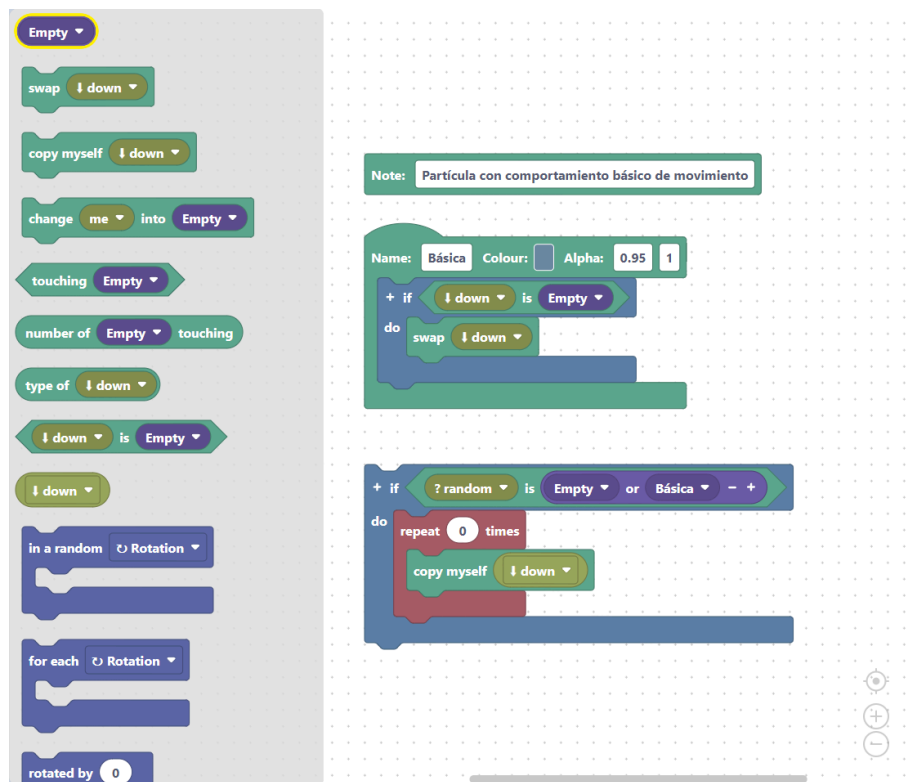 Empty
swap ⬇ down
copy myself ⬇ down
change me into Empty
touching Empty
number of Empty touching
type of ⬇ down
⬇ down is Empty
⬇ down
in a random ↻ Rotation
for each ↻ Rotation
rotated by 0
Note: Partícula con comportamiento básico de movimiento
Name: Básica Colour: Alpha: 0.95 1
+ if ⬇ down is Empty
do swap ⬇ down
+ if ? random is Empty or Básica - +
do repeat 0 times
copy myself ⬇ down